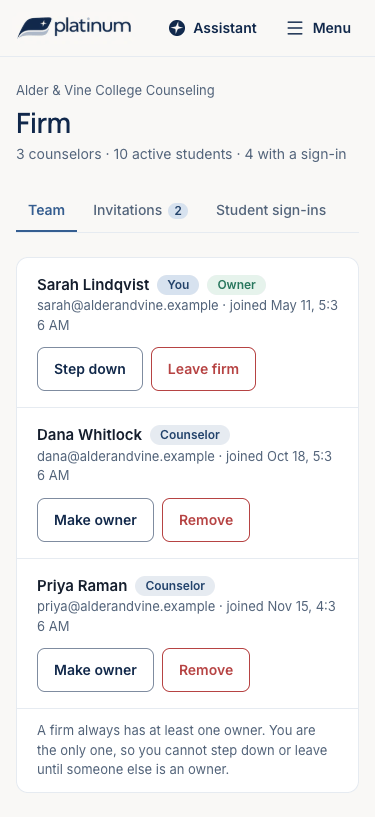 platinum
Assistant
Menu
Alder & Vine College Counseling
Firm
3 counselors · 10 active students · 4 with a sign-in
Team
Invitations 2
Student sign-ins
Sarah Lindqvist You Owner
sarah@alderandvine.example · joined May 11, 5:3
6 AM
Step down
Leave firm
Dana Whitlock Counselor
dana@alderandvine.example · joined Oct 18, 5:3
6 AM
Make owner
Remove
Priya Raman Counselor
priya@alderandvine.example · joined Nov 15, 4:3
6 AM
Make owner
Remove
A firm always has at least one owner. You are
the only one, so you cannot step down or leave
until someone else is an owner.